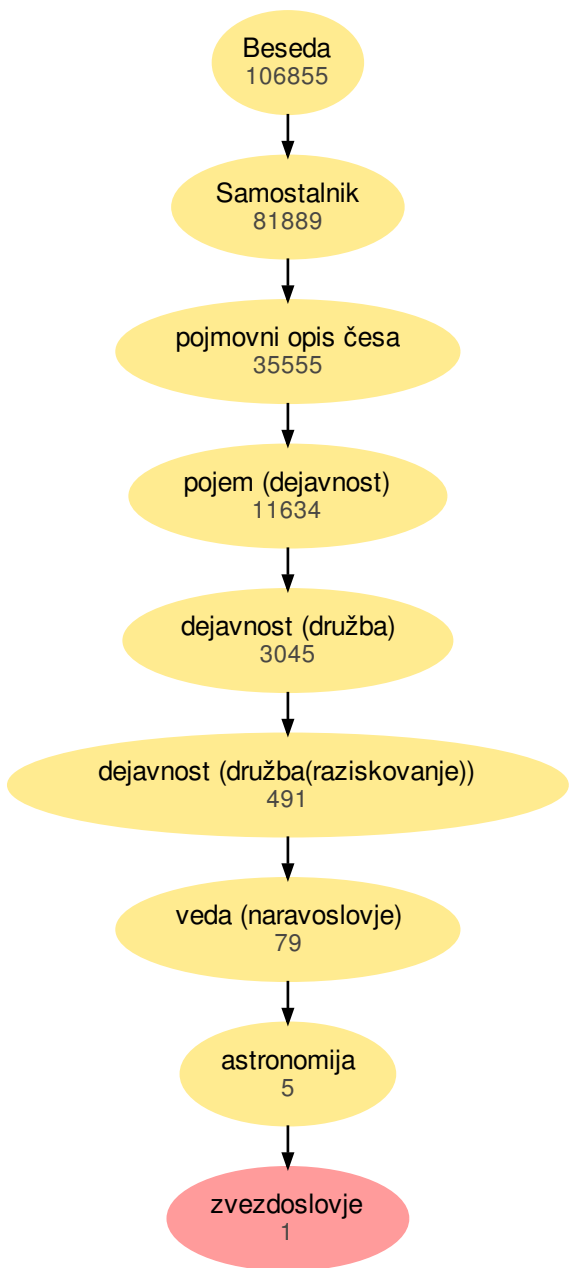 Beseda
106855
Samostalnik
81889
pojmovni opis česa
35555
pojem (dejavnost)
11634
dejavnost (družba)
3045
dejavnost (družba(raziskovanje))
491
veda (naravoslovje)
79
astronomija
5
zvezdoslovje
1